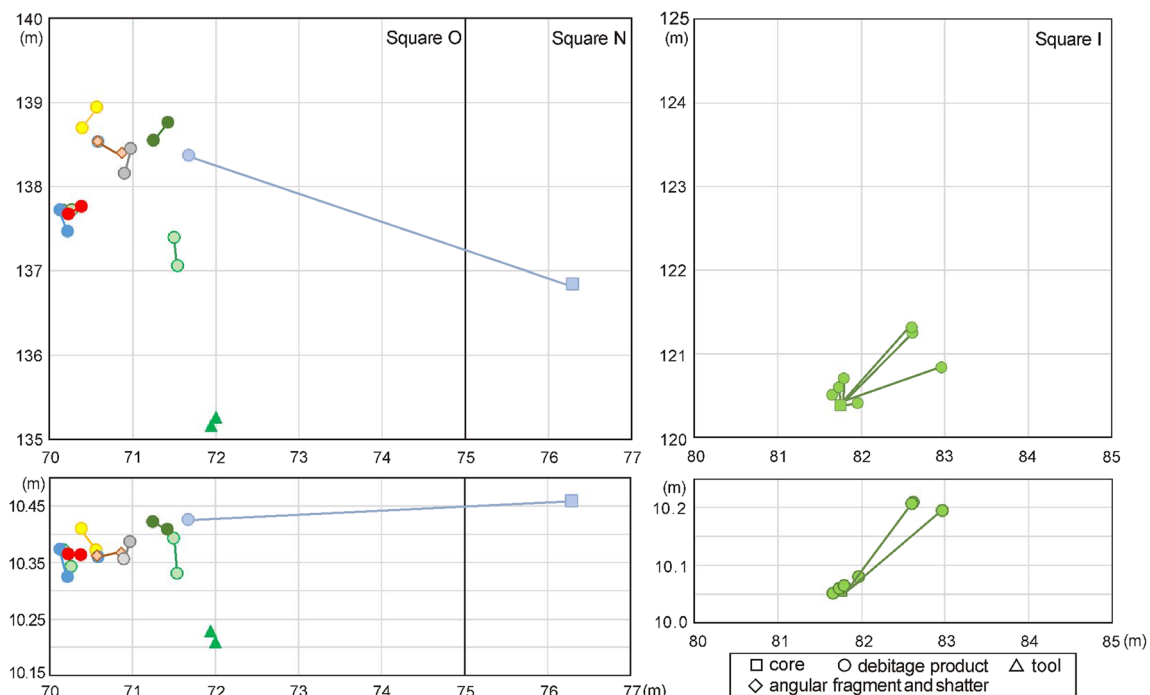 140
(m)
139
138
137
136
135
Square O
Square N
70 71 72 73 74 75 76 77
125
(m)
124
123
122
121
120
Square I
80 81 82 83 84 85
(m)
10.45
10.35
10.25
10.15
70 71 72 73 74 75 76 77(m)
(m)
10.2
10.1
10.0
80 81 82 83 84 85 (m)
core debitage product tool
angular fragment and shatter